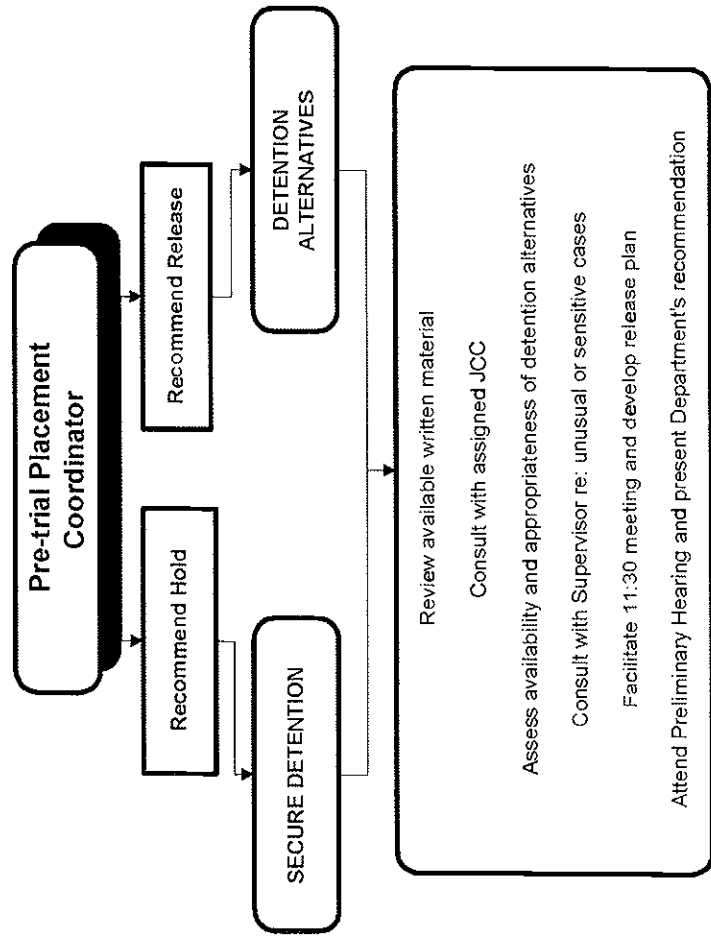 Pre-trial Placement
Coordinator
Recommend Hold
Recommend Release
SECURE DETENTION
DETENTION
ALTERNATIVES
Review available written material
Consult with assigned JCC
Assess availability and appropriateness of detention alternatives
Consult with Supervisor re: unusual or sensitive cases
Facilitate 11:30 meeting and develop release plan
Attend Preliminary Hearing and present Department's recommendation